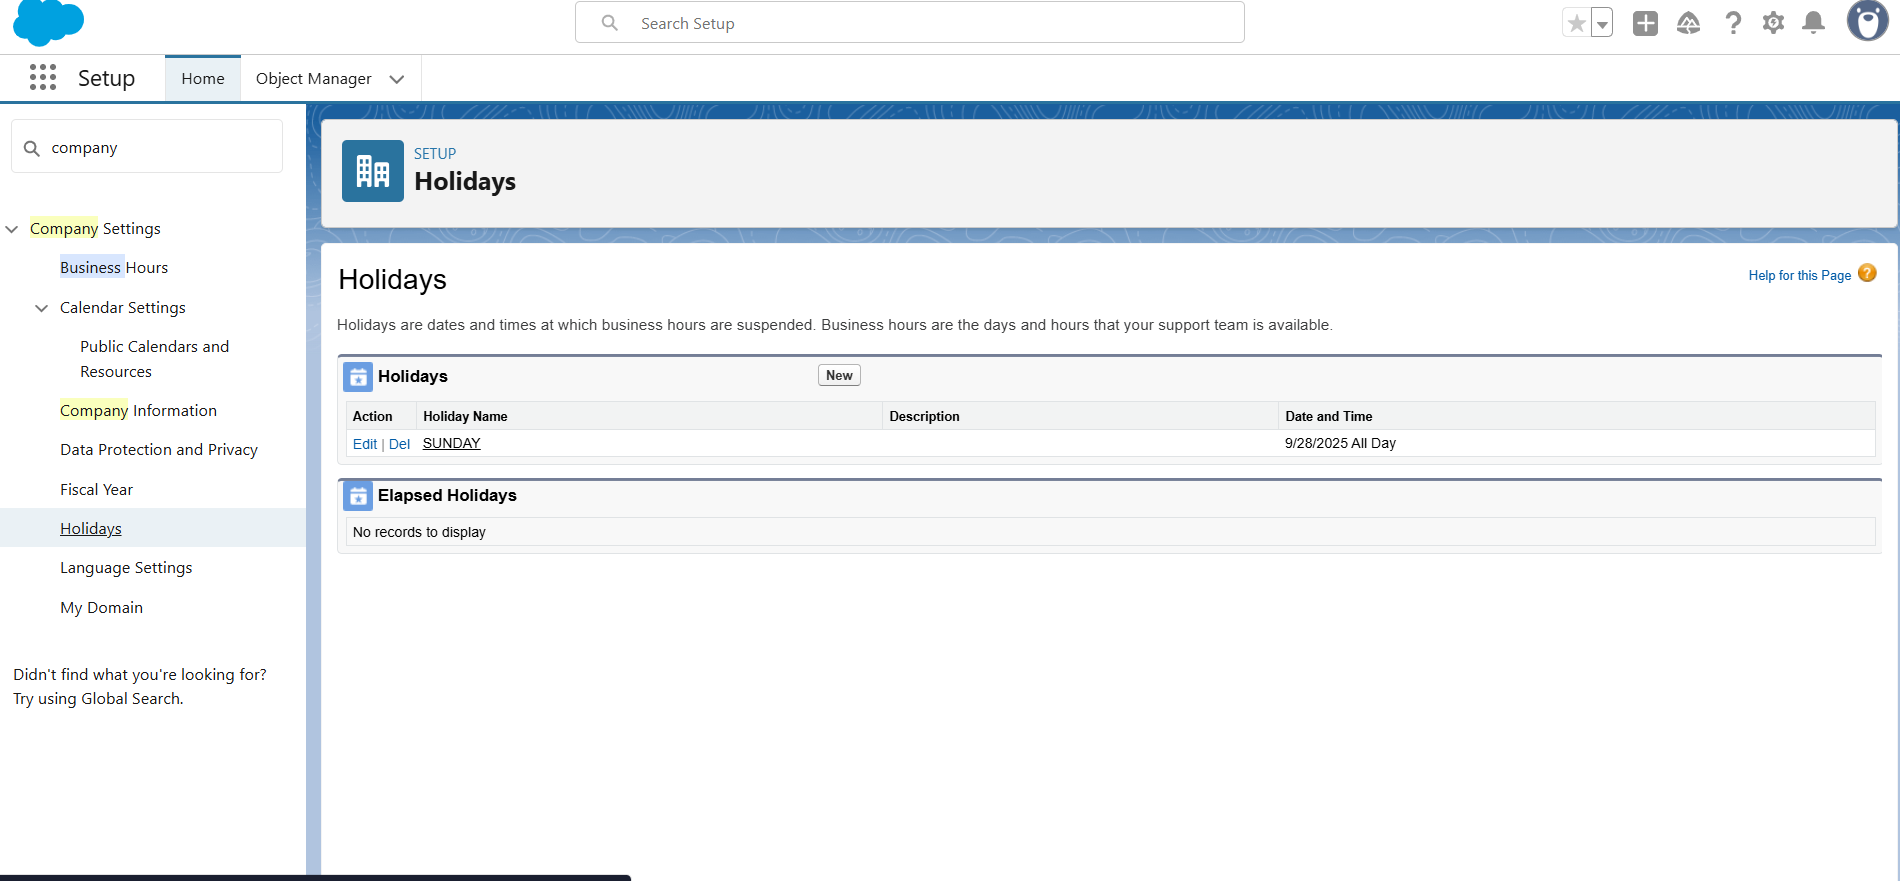 Search Setup
Setup
Home
Object Manager
company
Company Settings
Business Hours
Calendar Settings
Public Calendars and
Resources
Company Information
Data Protection and Privacy
Fiscal Year
Holidays
Language Settings
My Domain
Didn't find what you're looking for?
Try using Global Search.
SETUP
Holidays
Holidays
Help for this Page ?
Holidays are dates and times at which business hours are suspended. Business hours are the days and hours that your support team is available.
Holidays
New
Action Holiday Name Description Date and Time
Edit | Del SUNDAY 9/28/2025 All Day
Elapsed Holidays
No records to display